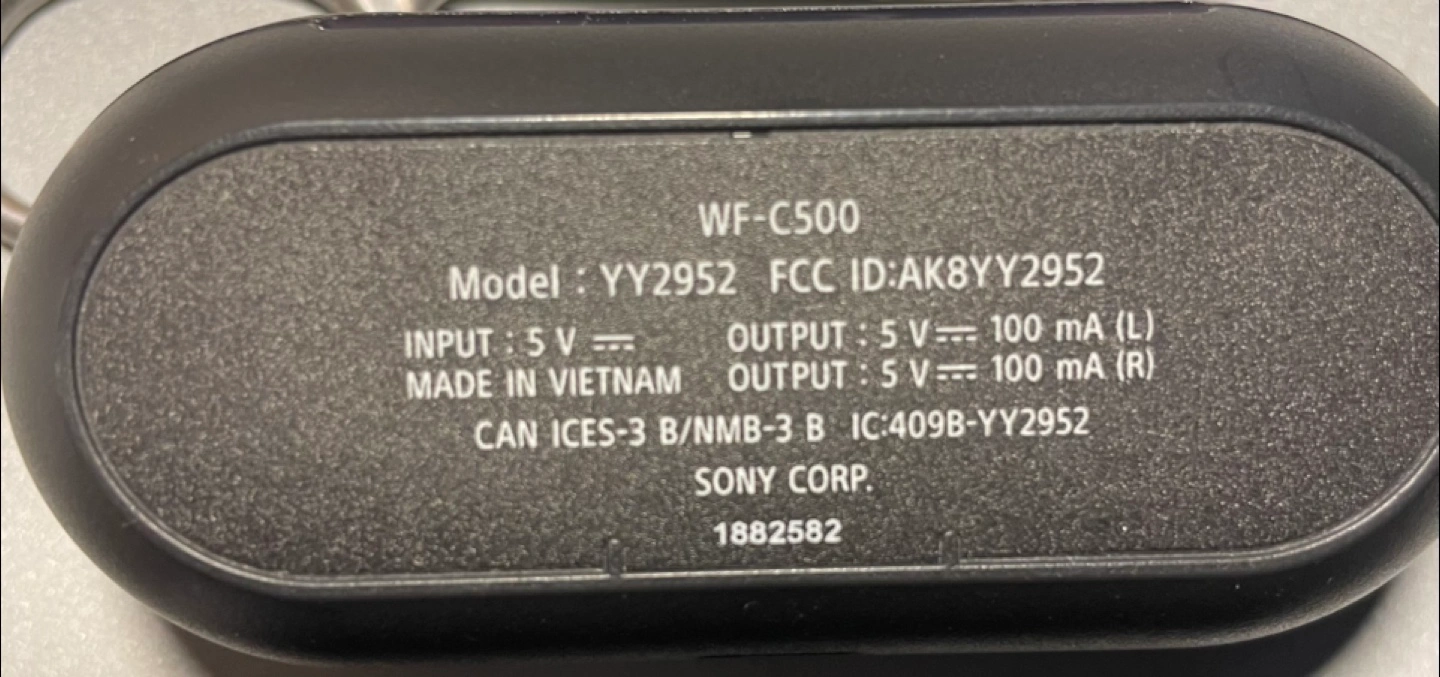 WF-C500
Model : YY2952 FCC ID:AK8YY2952
INPUT : 5 V ⎓ OUTPUT : 5 V ⎓ 100 mA (L)
MADE IN VIETNAM OUTPUT : 5 V ⎓ 100 mA (R)
CAN ICES-3 B/NMB-3 B IC:409B-YY2952
SONY CORP.
1882582